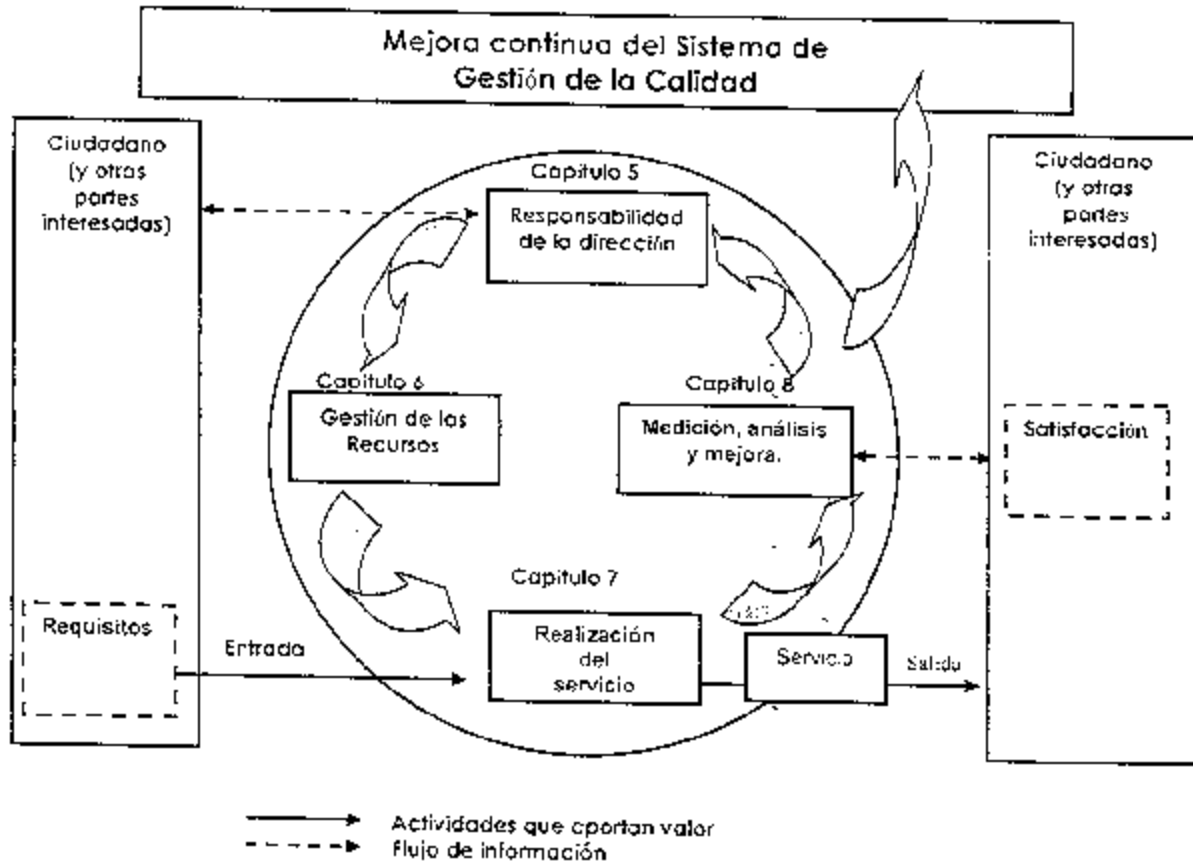 Mejora continua del Sistema de
Gestión de la Calidad
Ciudadano
(y otras
partes
interesadas)
Ciudadano
(y otras
partes
interesadas)
Capitulo 5
Responsabilidad
de la dirección
Capitulo 6
Gestión de los
Recursos
Capitulo 8
Medición, análisis
y mejora.
Satisfacción
Capitulo 7
Realización
del
servicio
Requisitos
Entrada
Servicio
Salida
Actividades que aportan valor
Flujo de información